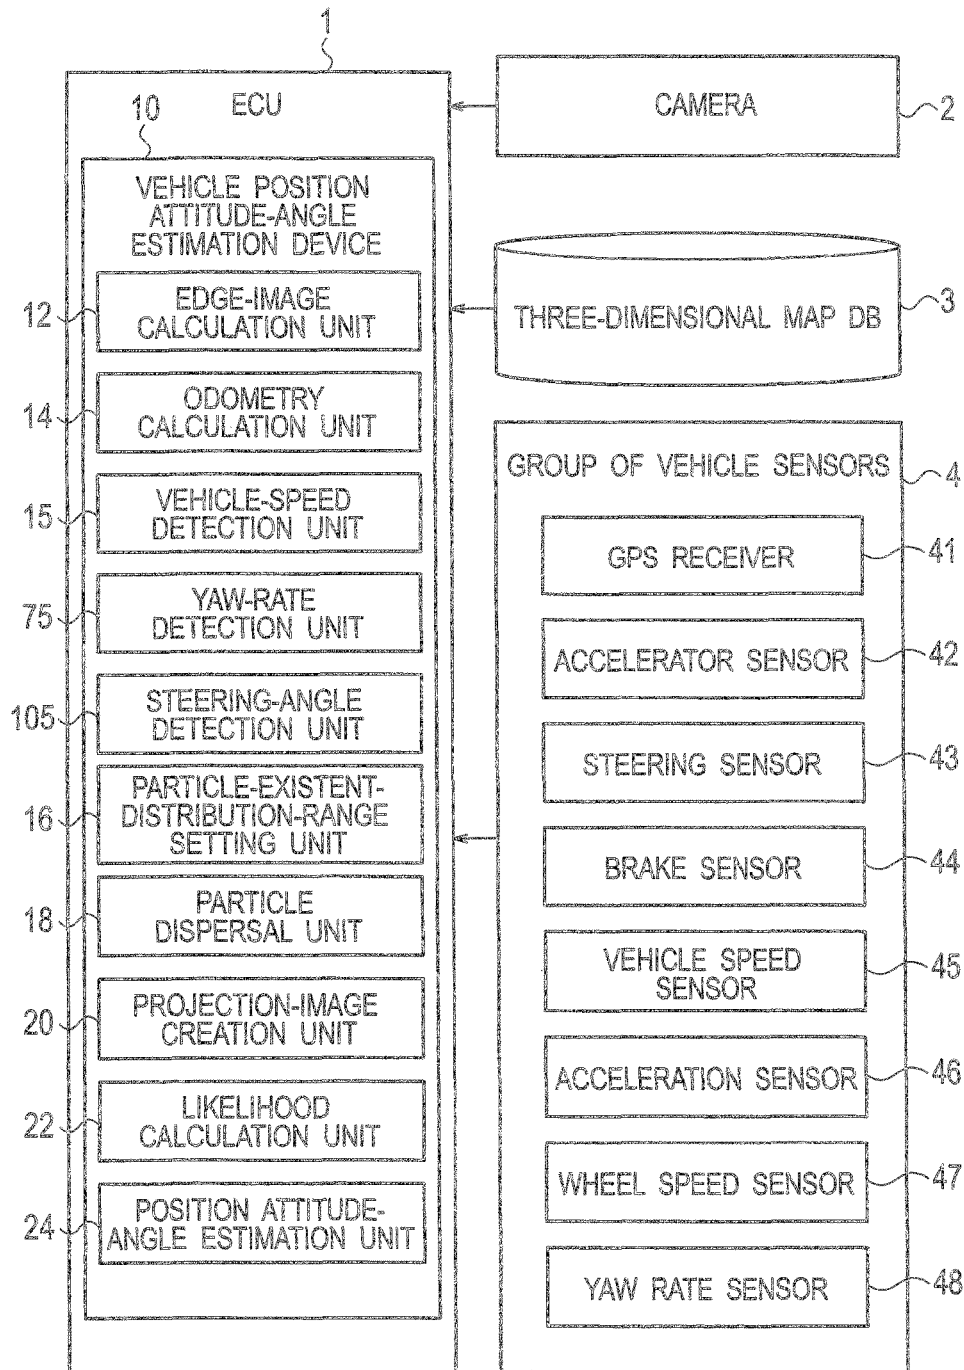 1
ECU
10
VEHICLE POSITION
ATTITUDE-ANGLE
ESTIMATION DEVICE
12
EDGE-IMAGE
CALCULATION UNIT
14
ODOMETRY
CALCULATION UNIT
15
VEHICLE-SPEED
DETECTION UNIT
75
YAW-RATE
DETECTION UNIT
105
STEERING-ANGLE
DETECTION UNIT
16
PARTICLE-EXISTENT-
DISTRIBUTION-RANGE
SETTING UNIT
18
PARTICLE
DISPERSAL UNIT
20
PROJECTION-IMAGE
CREATION UNIT
22
LIKELIHOOD
CALCULATION UNIT
24
POSITION ATTITUDE-
ANGLE ESTIMATION UNIT
CAMERA
2
THREE-DIMENSIONAL MAP DB
3
GROUP OF VEHICLE SENSORS
4
GPS RECEIVER
41
ACCELERATOR SENSOR
42
STEERING SENSOR
43
BRAKE SENSOR
44
VEHICLE SPEED
SENSOR
45
ACCELERATION SENSOR
46
WHEEL SPEED SENSOR
47
YAW RATE SENSOR
48